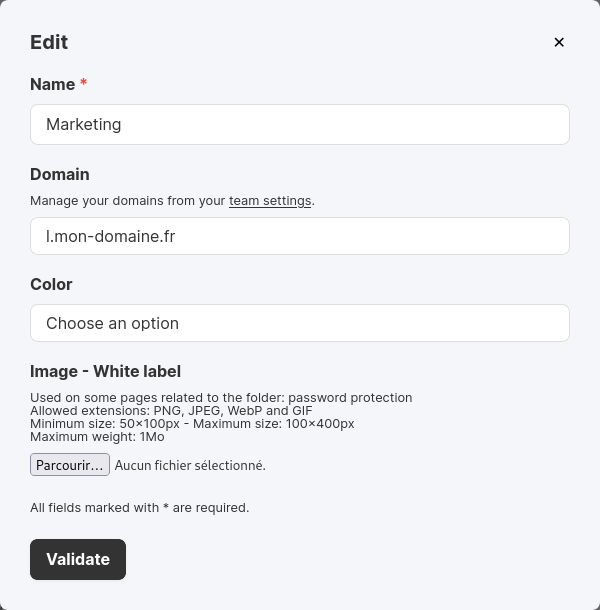 Edit ×
Name *
Marketing
Domain
Manage your domains from your team settings.
l.mon-domaine.fr
Color
Choose an option
Image - White label
Used on some pages related to the folder: password protection
Allowed extensions: PNG, JPEG, WebP and GIF
Minimum size: 50×100px - Maximum size: 100×400px
Maximum weight: 1Mo
Parcourir... Aucun fichier sélectionné.
All fields marked with * are required.
Validate